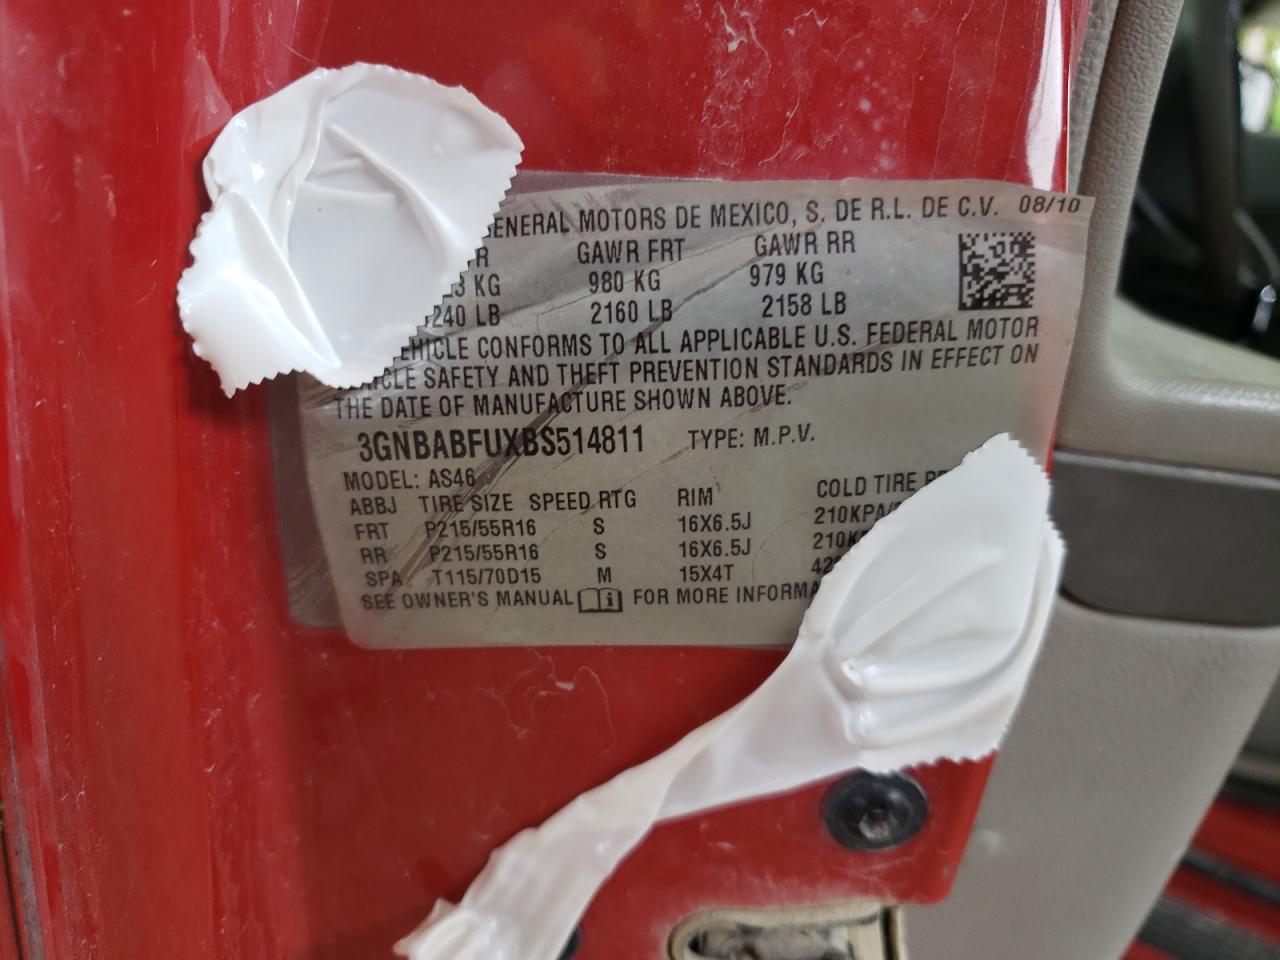 GENERAL MOTORS DE MEXICO, S. DE R.L. DE C.V. 08/10
GAWR FRT GAWR RR
KG 980 KG 979 KG
240 LB 2160 LB 2158 LB
VEHICLE CONFORMS TO ALL APPLICABLE U.S. FEDERAL MOTOR
VEHICLE SAFETY AND THEFT PREVENTION STANDARDS IN EFFECT ON
THE DATE OF MANUFACTURE SHOWN ABOVE.
3GNBABFUXBS514811 TYPE: M.P.V.
MODEL: AS46
ABBJ TIRE SIZE SPEED RTG RIM COLD TIRE
FRT P215/55R16 S 16X6.5J 210KPA/
RR P215/55R16 S 16X6.5J
SPA T115/70D15 M 15X4T
SEE OWNER'S MANUAL FOR MORE